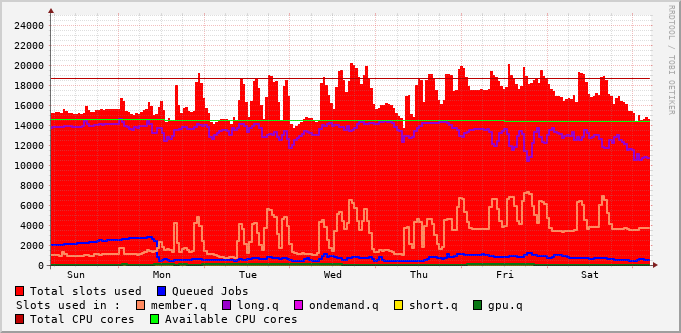 24000
22000
20000
18000
16000
14000
12000
10000
8000
6000
4000
2000
0
Sun Mon Tue Wed Thu Fri Sat
RRDTOOL / TOBI OETIKER
Total slots used Queued Jobs
Slots used in : member.q long.q ondemand.q short.q gpu.q
Total CPU cores Available CPU cores